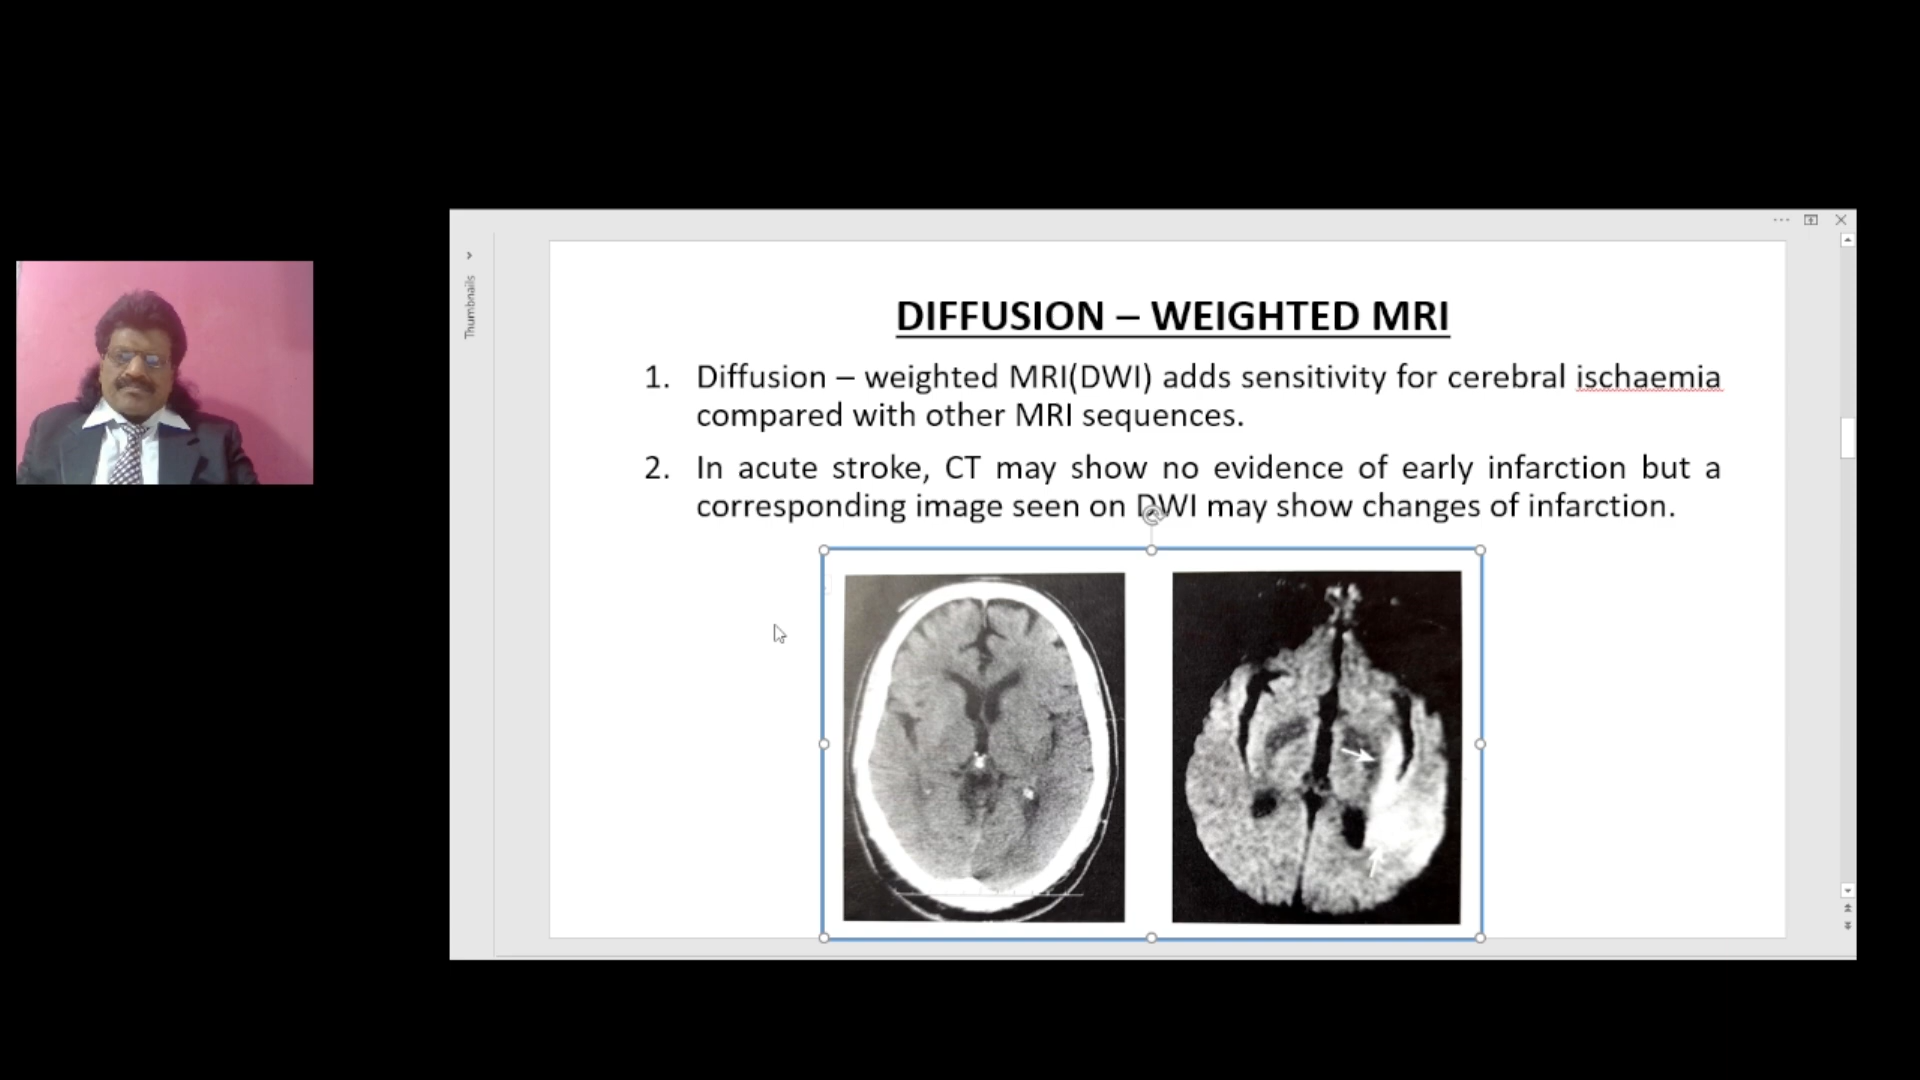 Thumbnails
DIFFUSION – WEIGHTED MRI
1. Diffusion – weighted MRI(DWI) adds sensitivity for cerebral ischaemia
compared with other MRI sequences.
2. In acute stroke, CT may show no evidence of early infarction but a
corresponding image seen on DWI may show changes of infarction.